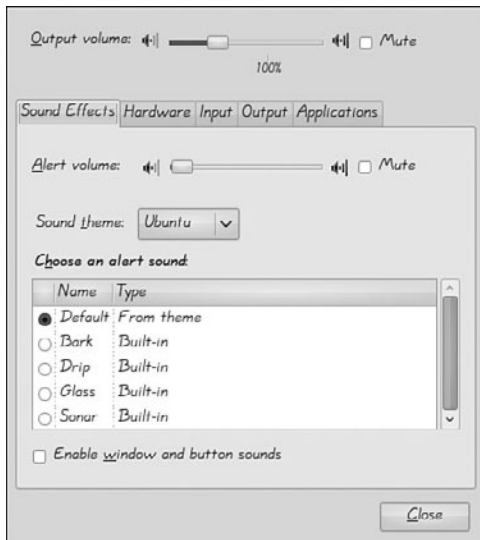 Output volume: Mute
100%
Sound Effects Hardware Input Output Applications
Alert volume: Mute
Sound theme: Ubuntu
Choose an alert sound:
Name Type
Default From theme
Bark Built-in
Drip Built-in
Glass Built-in
Sonar Built-in
Enable window and button sounds
Close